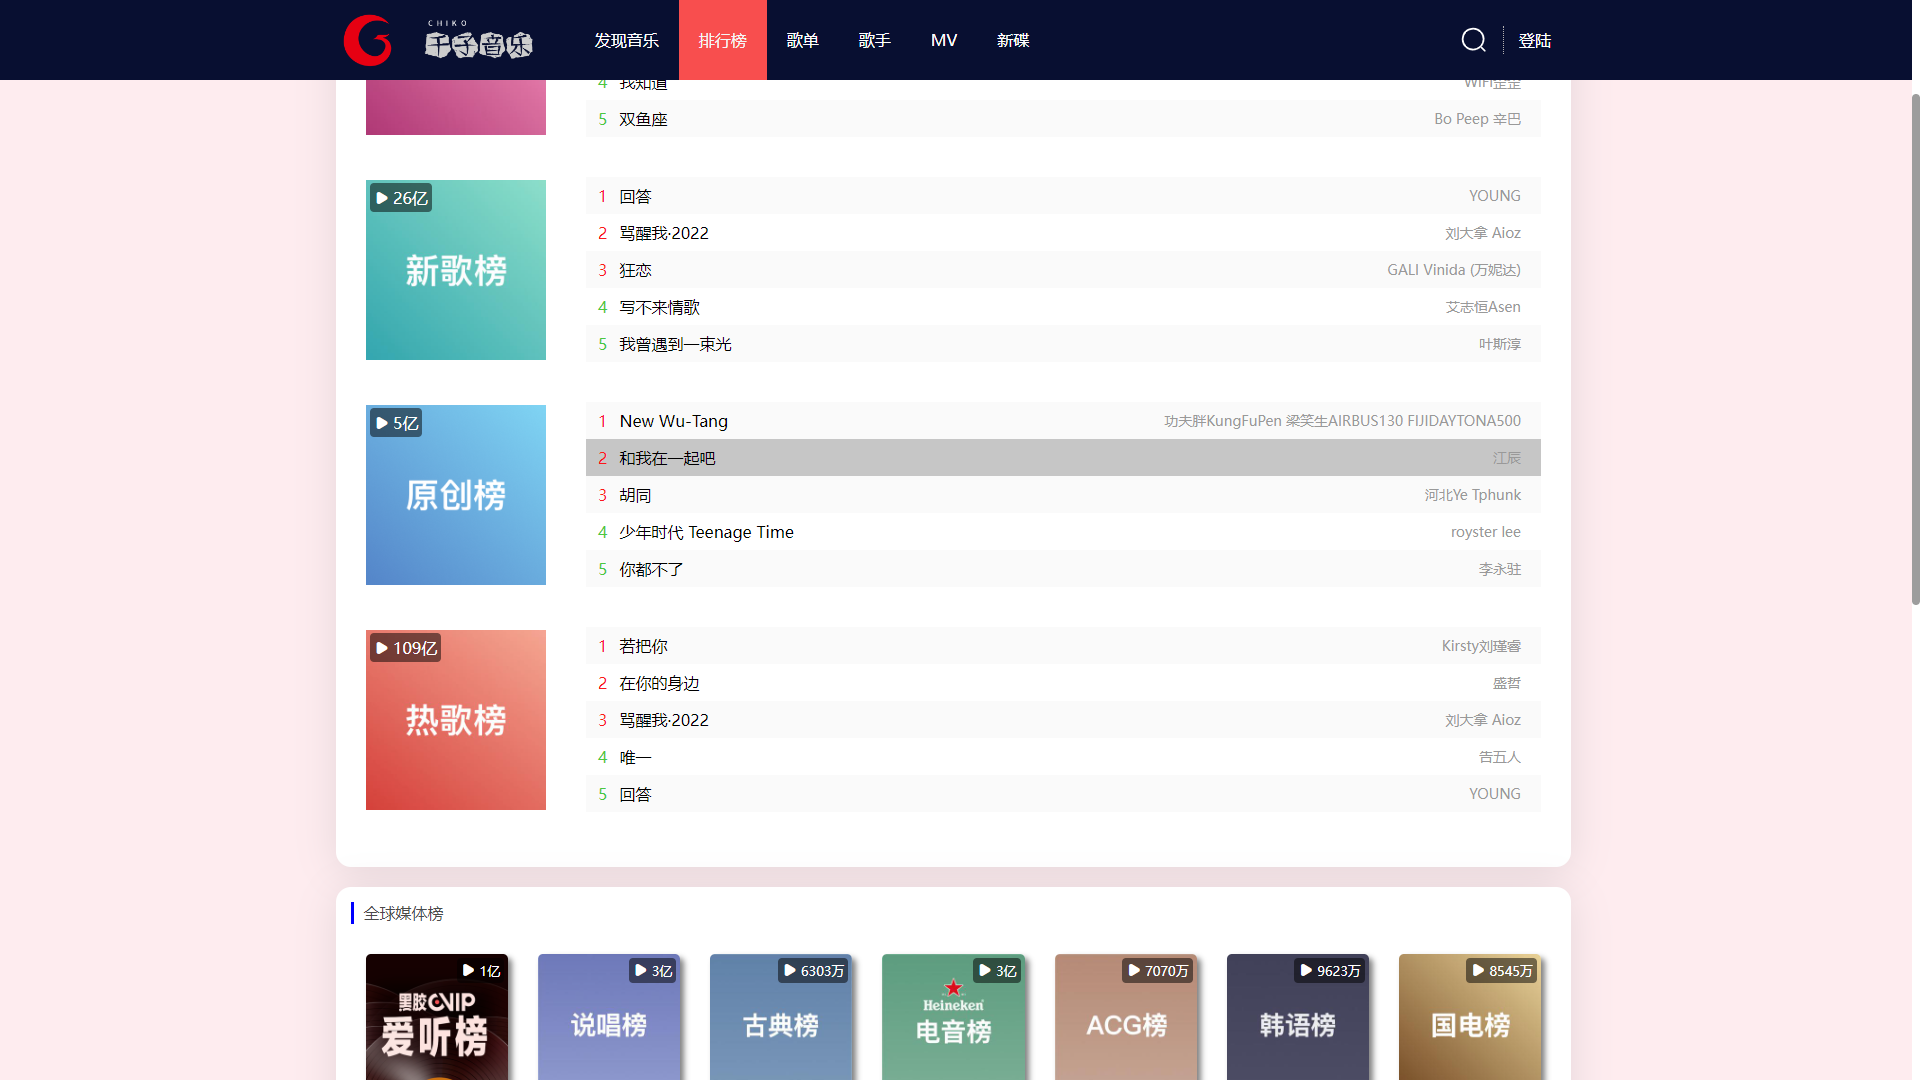 CHIKO
千子音乐
发现音乐
排行榜
歌单
歌手
MV
新碟
登陆
4 我知道 WiFi歪歪
5 双鱼座 Bo Peep 辛巴
26亿
新歌榜
1 回答 YOUNG
2 骂醒我·2022 刘大拿 Aioz
3 狂恋 GALI Vinida (万妮达)
4 写不来情歌 艾志恒Asen
5 我曾遇到一束光 叶斯淳
5亿
原创榜
1 New Wu-Tang 功夫胖KungFuPen 梁笑生AIRBUS130 FIJIDAYTONA500
2 和我在一起吧 江辰
3 胡同 河北Ye Tphunk
4 少年时代 Teenage Time royster lee
5 你都不了 李永驻
109亿
热歌榜
1 若把你 Kirsty刘瑾睿
2 在你的身边 盛哲
3 骂醒我·2022 刘大拿 Aioz
4 唯一 告五人
5 回答 YOUNG
全球媒体榜
1亿
黑胶VIP
爱听榜
3亿
说唱榜
6303万
古典榜
3亿
Heineken
电音榜
7070万
ACG榜
9623万
韩语榜
8545万
国电榜